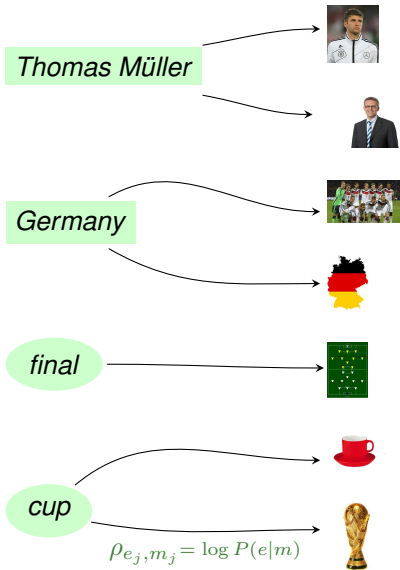 Thomas Müller
Germany
final
cup
ρ_{e_j,m_j} = log P(e|m)